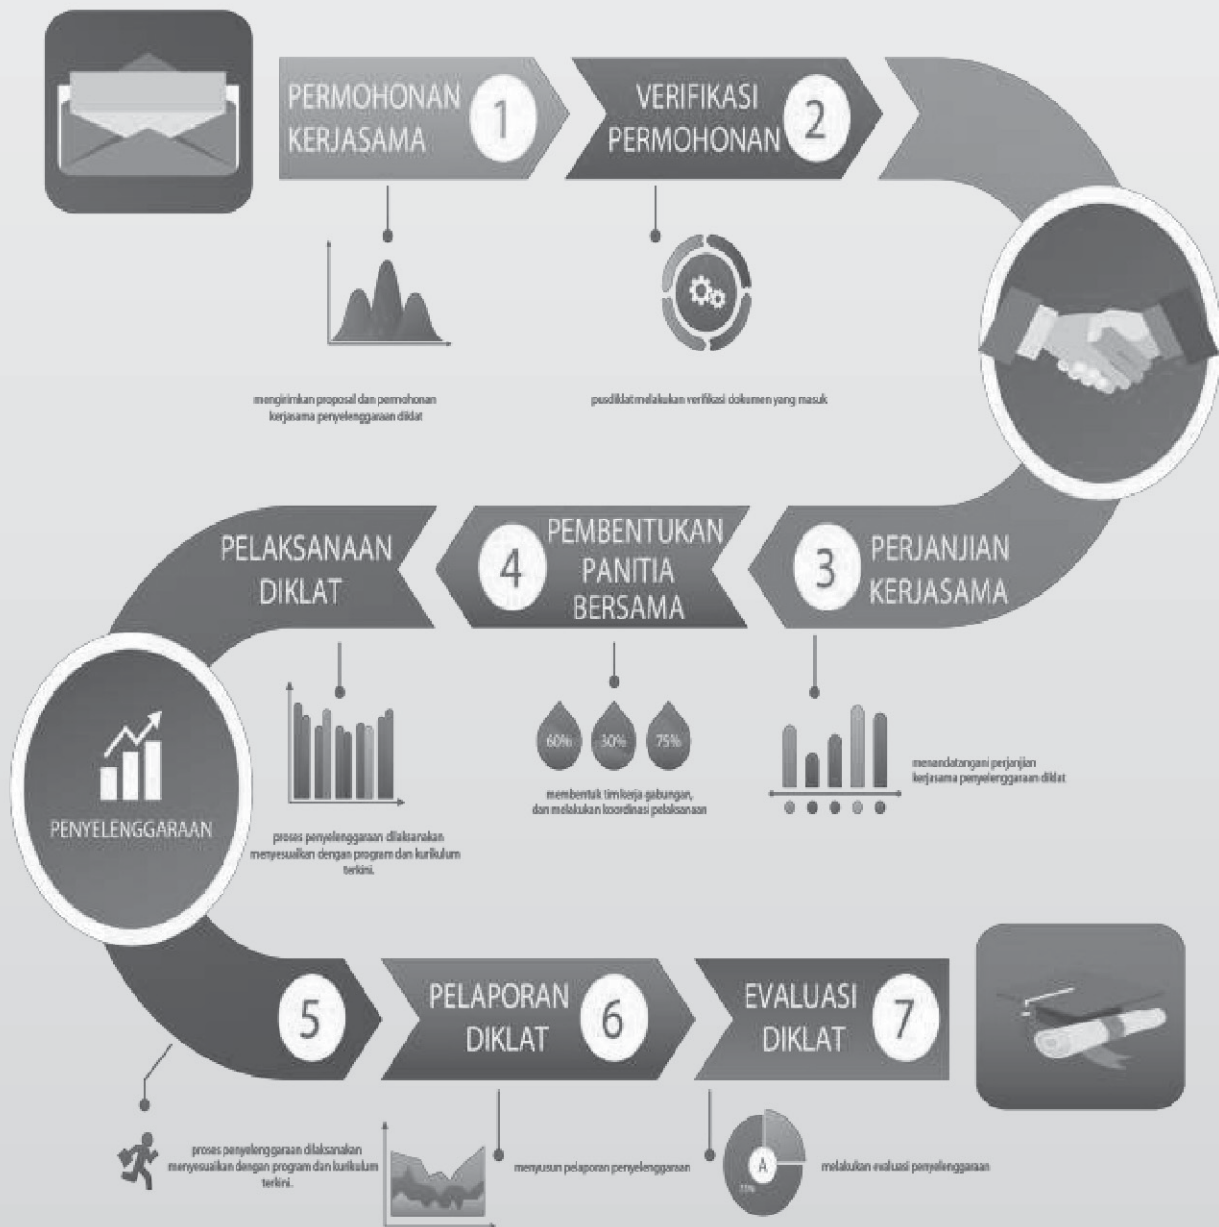 PERMOHONAN
KERJASAMA
1
VERIFIKASI
PERMOHONAN
2
mengirimkan proposal dan permohonan
kerjasama penyelenggaraan diklat
pusdiklat melakukan verifikasi dokumen yang masuk
3
PERJANJIAN
KERJASAMA
menandatangani perjanjian
kerjasama penyelenggaraan diklat
4
PEMBENTUKAN
PANITIA
BERSAMA
60%
30%
75%
membentuk tim kerja gabungan,
dan melakukan koordinasi pelaksanaan
PELAKSANAAN
DIKLAT
proses penyelenggaraan dilaksanakan
menyesuaikan dengan program dan kurikulum
terkini.
PENYELENGGARAAN
5
proses penyelenggaraan dilaksanakan
menyesuaikan dengan program dan kurikulum
terkini.
PELAPORAN
DIKLAT
6
menyusun pelaporan penyelenggaraan
EVALUASI
DIKLAT
7
A
melakukan evaluasi penyelenggaraan